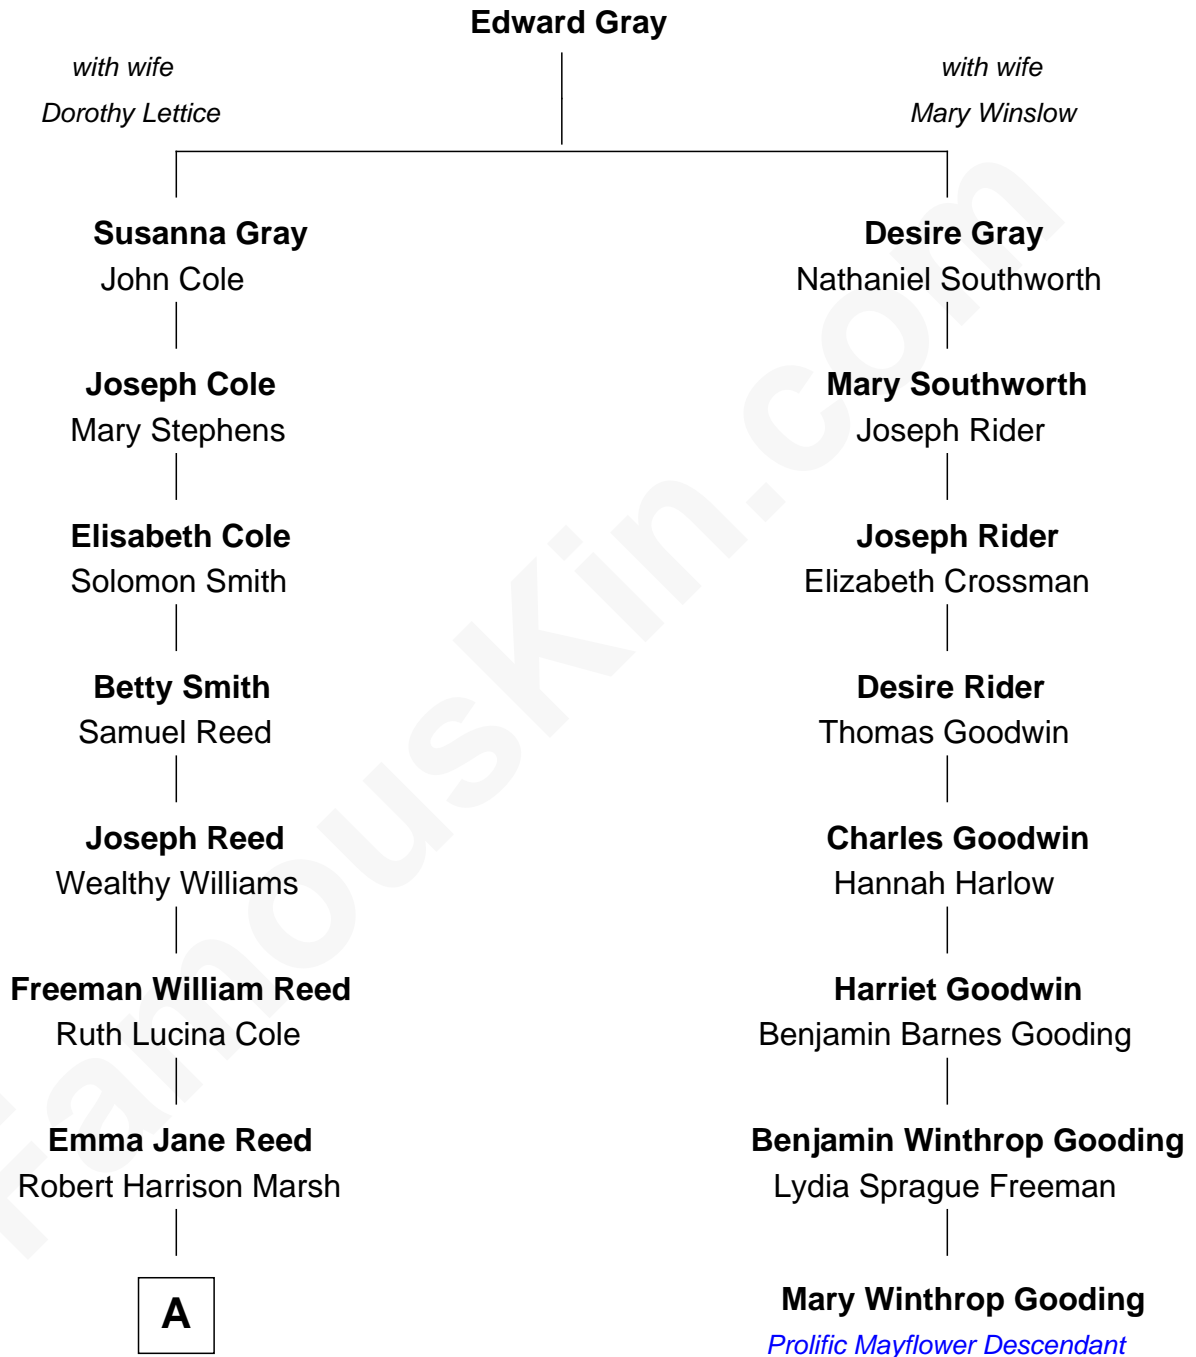 Edward Gray
with wife
Dorothy Lettice
with wife
Mary Winslow
Susanna Gray
John Cole
Desire Gray
Nathaniel Southworth
Joseph Cole
Mary Stephens
Mary Southworth
Joseph Rider
Elisabeth Cole
Solomon Smith
Joseph Rider
Elizabeth Crossman
Betty Smith
Samuel Reed
Desire Rider
Thomas Goodwin
Joseph Reed
Wealthy Williams
Charles Goodwin
Hannah Harlow
Freeman William Reed
Ruth Lucina Cole
Harriet Goodwin
Benjamin Barnes Gooding
Emma Jane Reed
Robert Harrison Marsh
Benjamin Winthrop Gooding
Lydia Sprague Freeman
A
Mary Winthrop Gooding
Prolific Mayflower Descendant
FamousKin.com